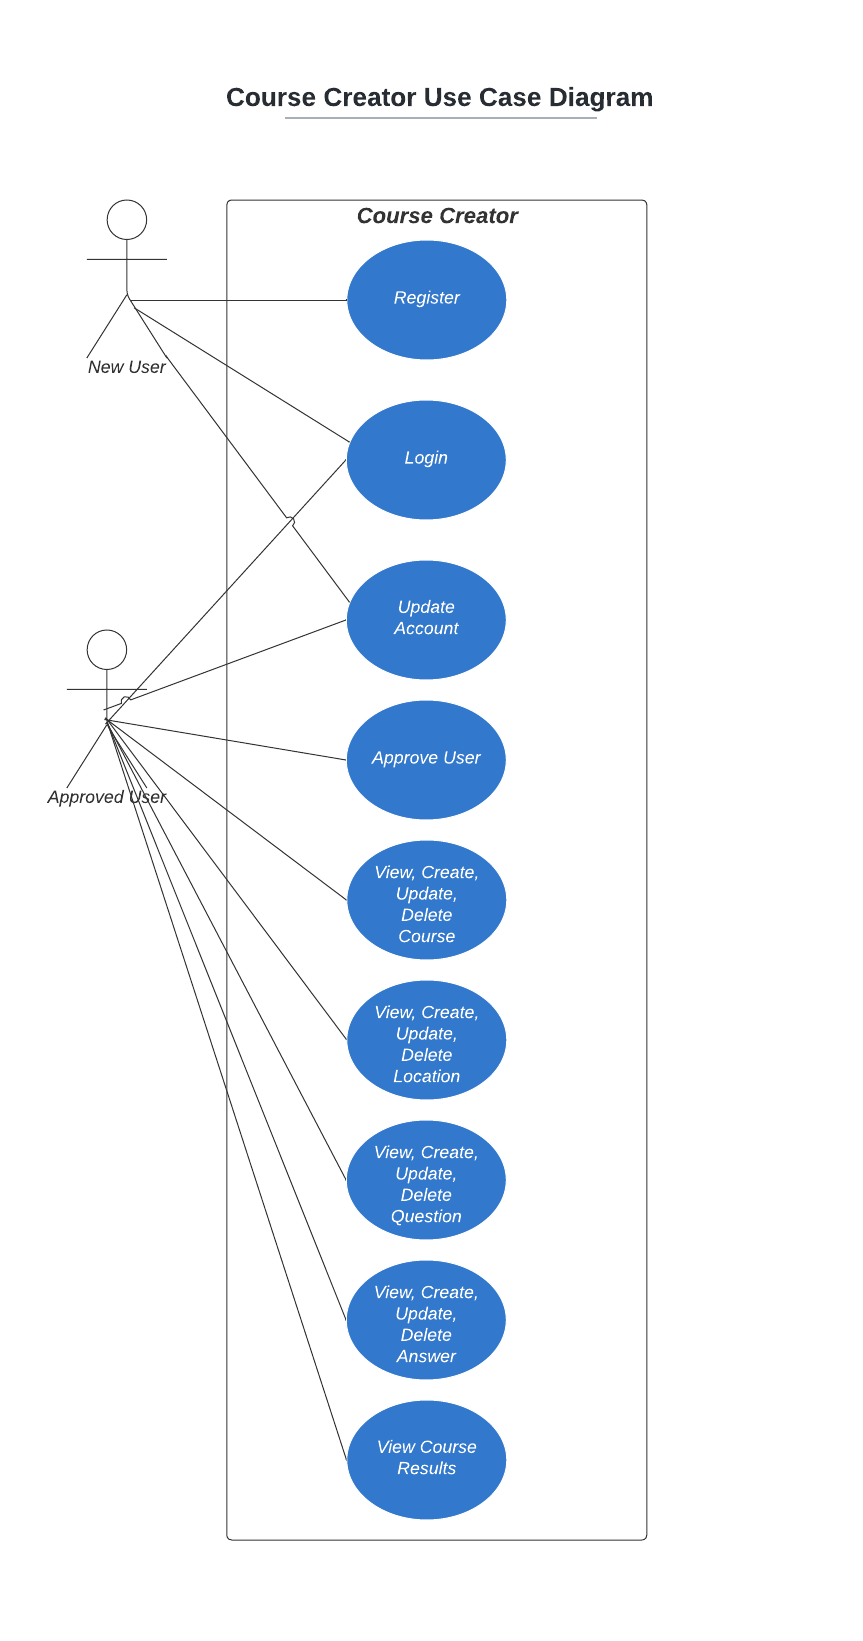 Course Creator Use Case Diagram
Course Creator
Register
New User
Login
Update
Account
Approve User
Approved User
View, Create,
Update,
Delete
Course
View, Create,
Update,
Delete
Location
View, Create,
Update,
Delete
Question
View, Create,
Update,
Delete
Answer
View Course
Results